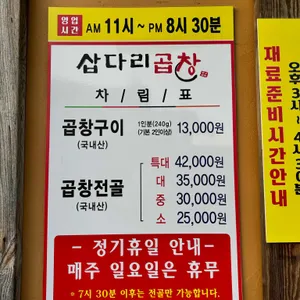 영업시간 AM 11시~PM 8시 30분
삽다리곱창
차/림/표
곱창구이 1인분(240g) 13,000원
(국내산) (기본 2인이상)
특대 42,000원
곱창전골 대 35,000원
(국내산) 중 30,000원
소 25,000원
- 정기휴일 안내-
매주 일요일은 휴무
* 7시 30분 이후는 전골만 가능합니다.
재료준비시간안내
오후 3시~4시 30분